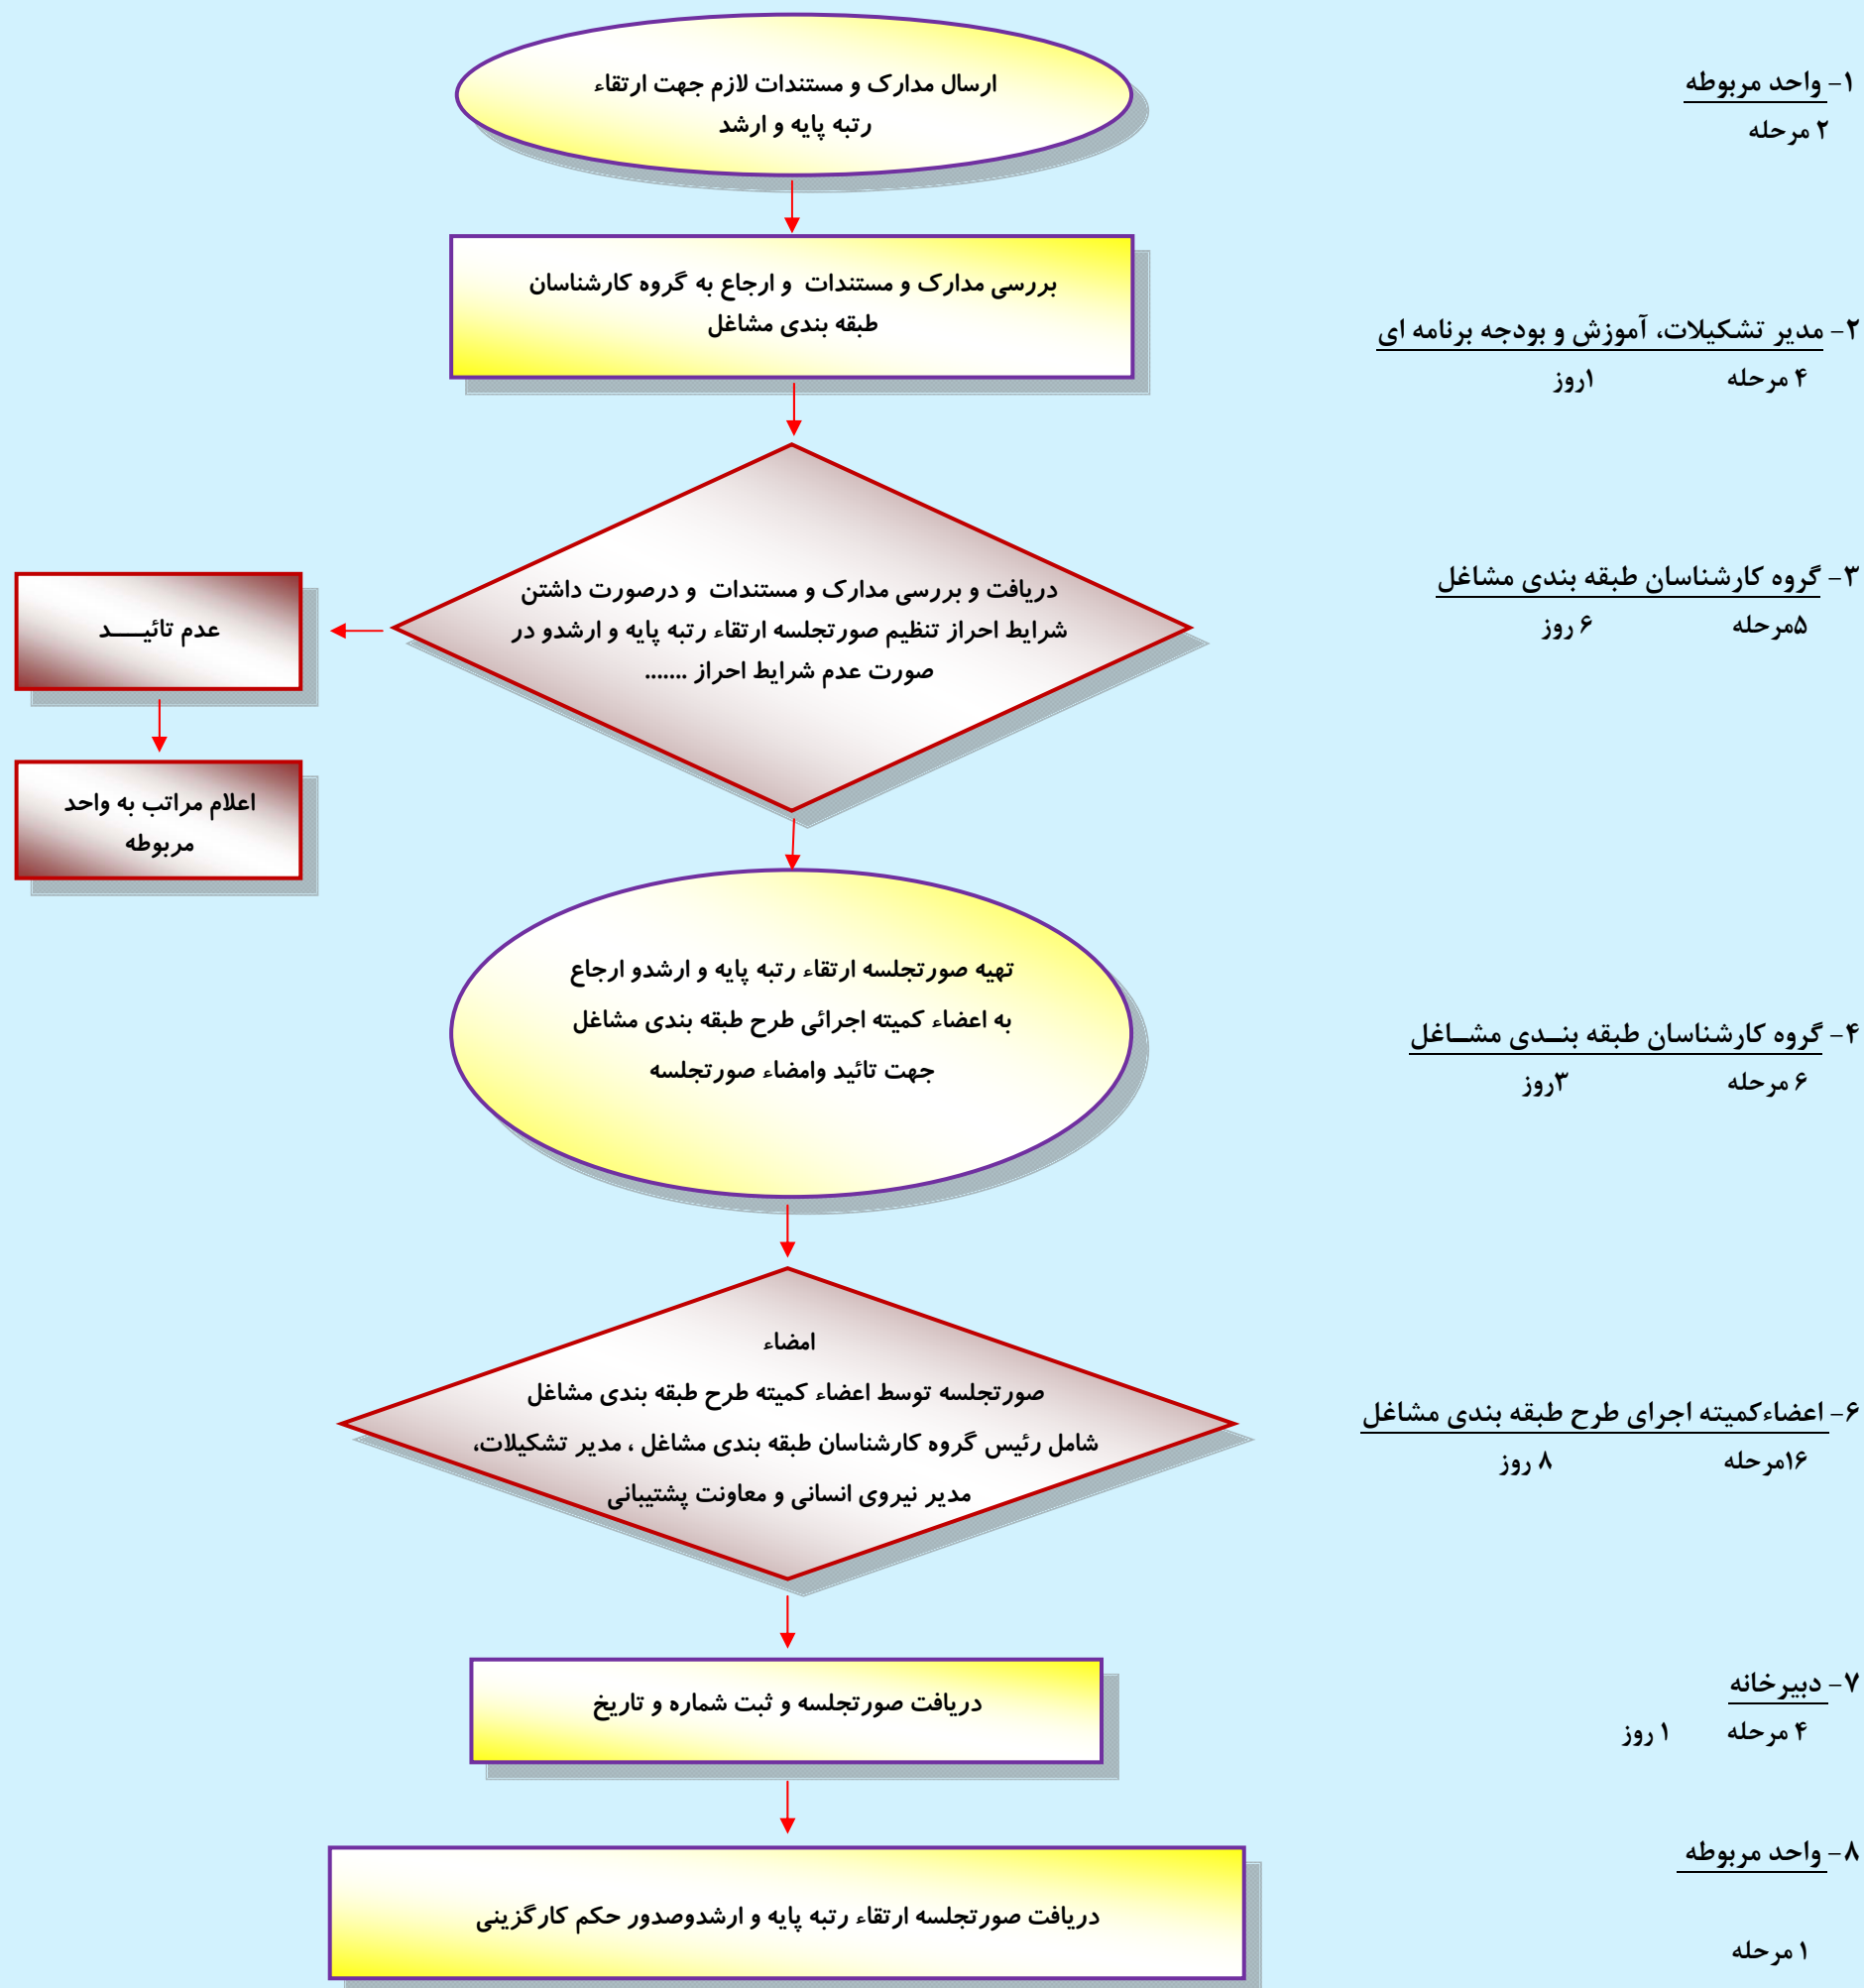 ارسال مدارک و مستندات لازم جهت ارتقاء
رتبه پایه و ارشد
۱- واحد مربوطه
۲ مرحله
بررسی مدارک و مستندات و ارجاع به گروه کارشناسان
طبقه بندی مشاغل
۲- مدیر تشکیلات، آموزش و بودجه برنامه ای
۴ مرحله ۱روز
دریافت و بررسی مدارک و مستندات و درصورت داشتن
شرایط احراز تنظیم صورتجلسه ارتقاء رتبه پایه و ارشدو در
صورت عدم شرایط احراز .......
۳- گروه کارشناسان طبقه بندی مشاغل
۵مرحله ۶ روز
عدم تائیــــد
اعلام مراتب به واحد
مربوطه
تهیه صورتجلسه ارتقاء رتبه پایه و ارشدو ارجاع
به اعضاء کمیته اجرائی طرح طبقه بندی مشاغل
جهت تائید وامضاء صورتجلسه
۴- گروه کارشناسان طبقه بنــدی مشــاغل
۶ مرحله ۳روز
امضاء
صورتجلسه توسط اعضاء کمیته طرح طبقه بندی مشاغل
شامل رئیس گروه کارشناسان طبقه بندی مشاغل ، مدیر تشکیلات،
مدیر نیروی انسانی و معاونت پشتیبانی
۶- اعضاءکمیته اجرای طرح طبقه بندی مشاغل
۱۶مرحله ۸ روز
دریافت صورتجلسه و ثبت شماره و تاریخ
۷- دبیرخانه
۴ مرحله ۱ روز
دریافت صورتجلسه ارتقاء رتبه پایه و ارشدوصدور حکم کارگزینی
۸- واحد مربوطه
۱ مرحله